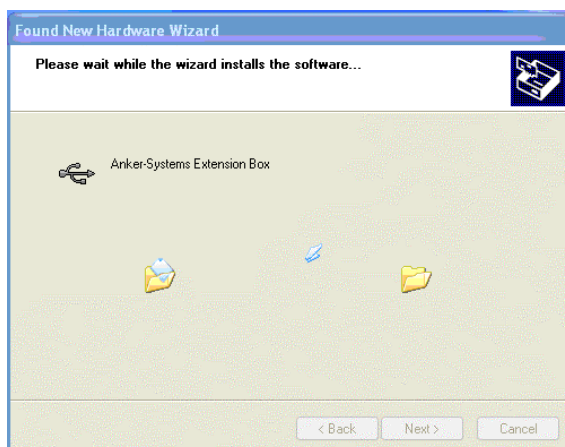 Found New Hardware Wizard
Please wait while the wizard installs the software...
Anker-Systems Extension Box
< Back Next > Cancel